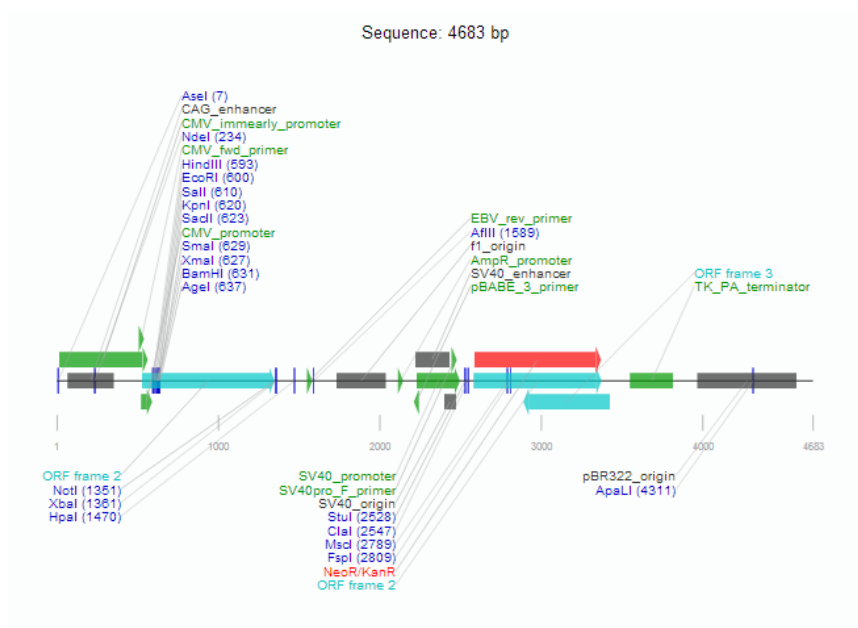 Sequence: 4683 bp
AseI (7)
CAG_enhancer
CMV_immearly_promoter
NdeI (234)
CMV_fwd_primer
HindIII (593)
EcoRI (600)
SalI (610)
KpnI (620)
SacII (623)
CMV_promoter
SmaI (629)
XmaI (627)
BamHI (631)
AgeI (637)
EBV_rev_primer
AflII (1589)
f1_origin
AmpR_promoter
SV40_enhancer
pBABE_3_primer
ORF frame 3
TK_PA_terminator
1
1000
2000
3000
4000
4683
ORF frame 2
NotI (1351)
XbaI (1361)
HpaI (1470)
SV40_promoter
SV40pro_F_primer
SV40_origin
StuI (2528)
ClaI (2547)
MscI (2789)
FspI (2809)
NeoR/KanR
ORF frame 2
pBR322_origin
ApaLI (4311)